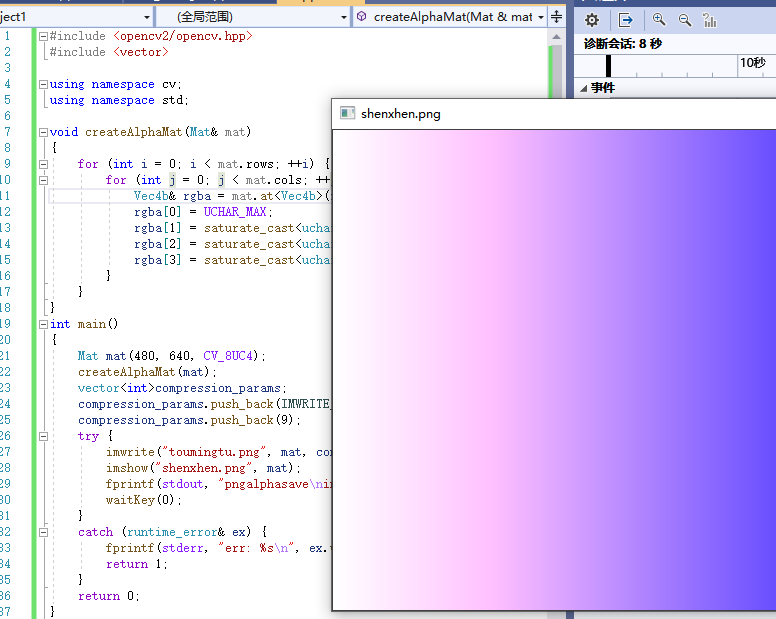 ject1 (全局范围) createAlphaMat(Mat & mat
诊断会话: 8 秒
10秒
事件
shenxhen.png
1 #include <opencv2/opencv.hpp>
2 #include <vector>
3
4 using namespace cv;
5 using namespace std;
6
7 void createAlphaMat(Mat& mat)
8 {
9 for (int i = 0; i < mat.rows; ++i) {
10 for (int j = 0; j < mat.cols; ++
11 Vec4b& rgba = mat.at<Vec4b>(
12 rgba[0] = UCHAR_MAX;
13 rgba[1] = saturate_cast<ucha
14 rgba[2] = saturate_cast<ucha
15 rgba[3] = saturate_cast<ucha
16 }
17 }
18 }
19 int main()
20 {
21 Mat mat(480, 640, CV_8UC4);
22 createAlphaMat(mat);
23 vector<int>compression_params;
24 compression_params.push_back(IMWRITE_
25 compression_params.push_back(9);
26 try {
27 imwrite("toumingtu.png", mat, co
28 imshow("shenxhen.png", mat);
29 fprintf(stdout, "pngalphasave\ni
30 waitKey(0);
31 }
32 catch (runtime_error& ex) {
33 fprintf(stderr, "err: %s\n", ex.
34 return 1;
35 }
36 return 0;
37 }